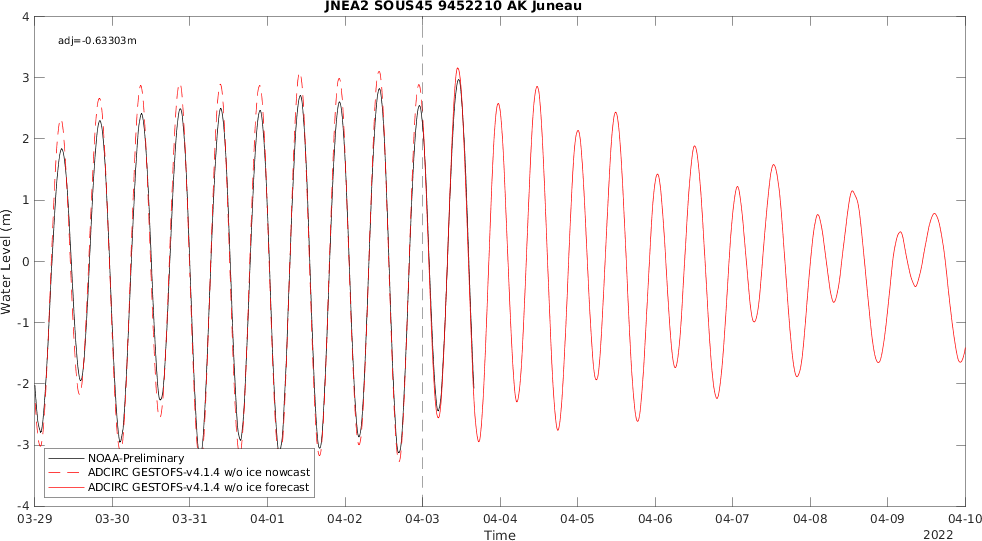 JNEA2 SOUS45 9452210 AK Juneau
adj=-0.63303m
4
3
2
1
0
-1
-2
-3
-4
Water Level (m)
NOAA-Preliminary
ADCIRC GESTOFS-v4.1.4 w/o ice nowcast
ADCIRC GESTOFS-v4.1.4 w/o ice forecast
03-29 03-30 03-31 04-01 04-02 04-03 04-04 04-05 04-06 04-07 04-08 04-09 04-10
Time
2022